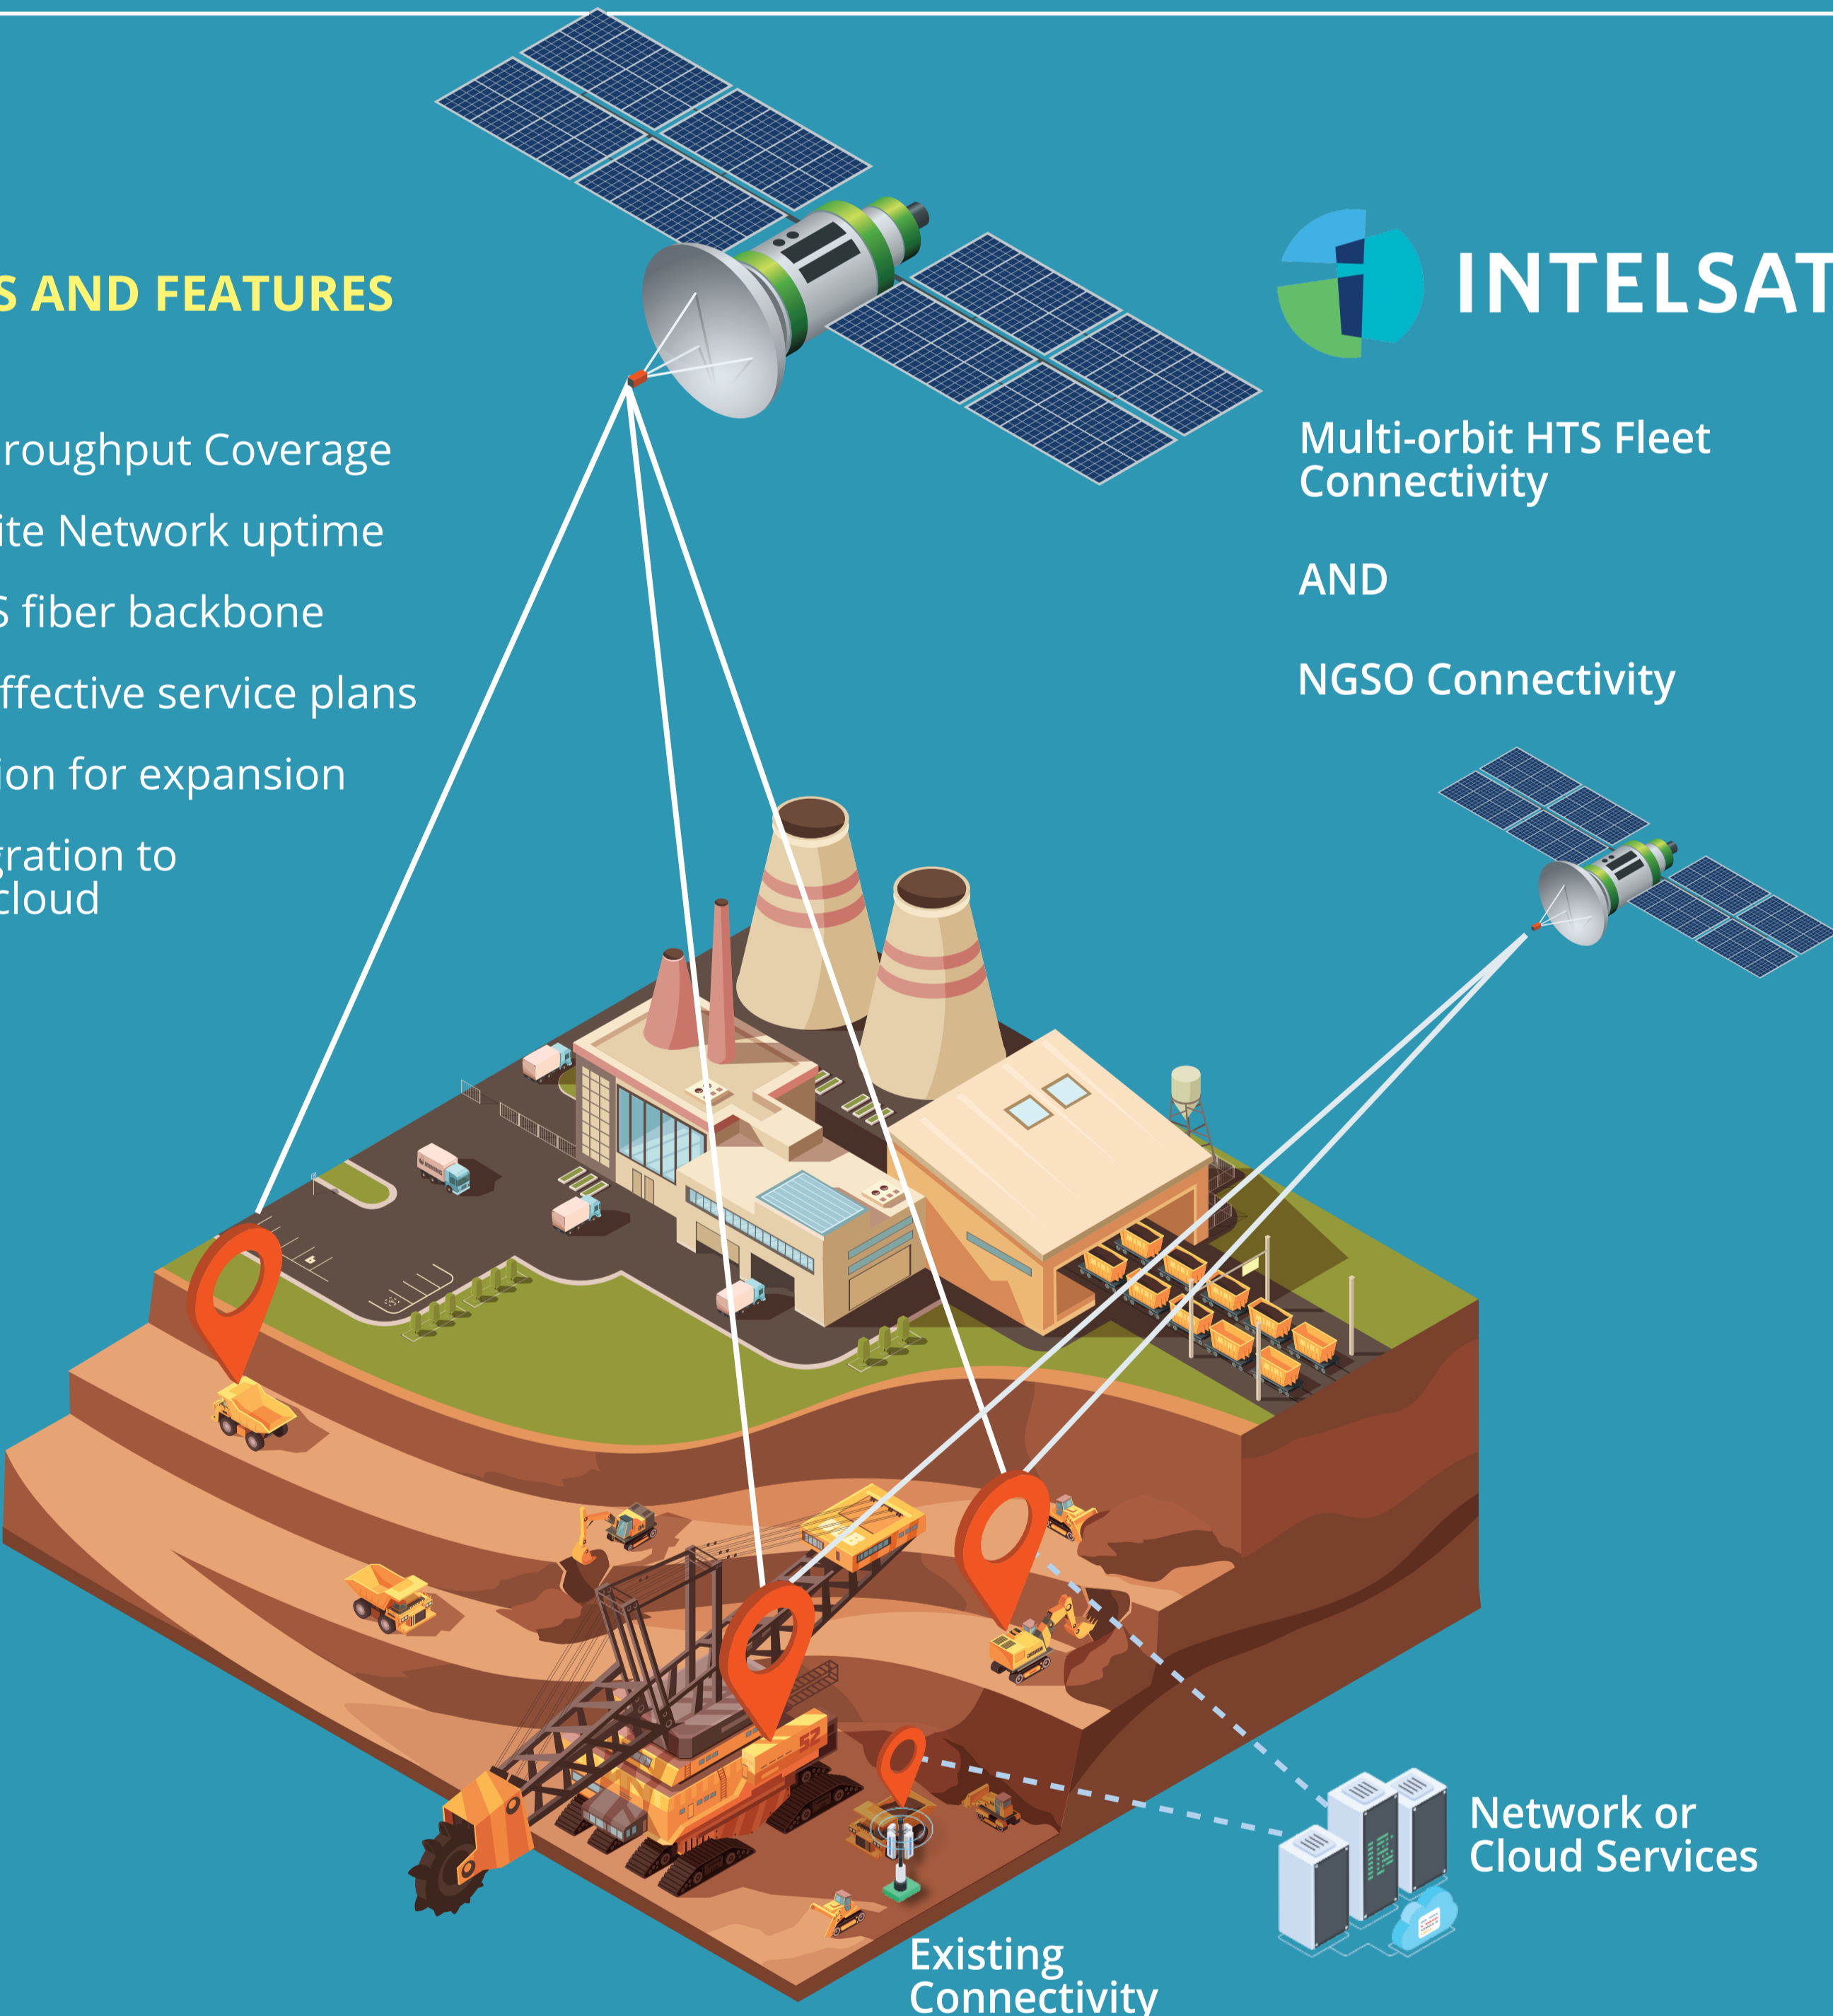 S AND FEATURES
roughput Coverage
ite Network uptime
S fiber backbone
ffective service plans
ion for expansion
gration to
cloud
INTELSAT
Multi-orbit HTS Fleet
Connectivity
AND
NGSO Connectivity
52
Network or
Cloud Services
Existing
Connectivity